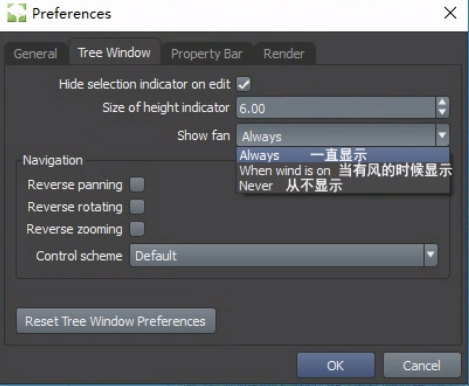 Preferences
General Tree Window Property Bar Render
Hide selection indicator on edit
Size of height indicator 6.00
Show fan Always
Always 一直显示
When wind is on 当有风的时候显示
Never 从不显示
Navigation
Reverse panning
Reverse rotating
Reverse zooming
Control scheme Default
Reset Tree Window Preferences
OK Cancel